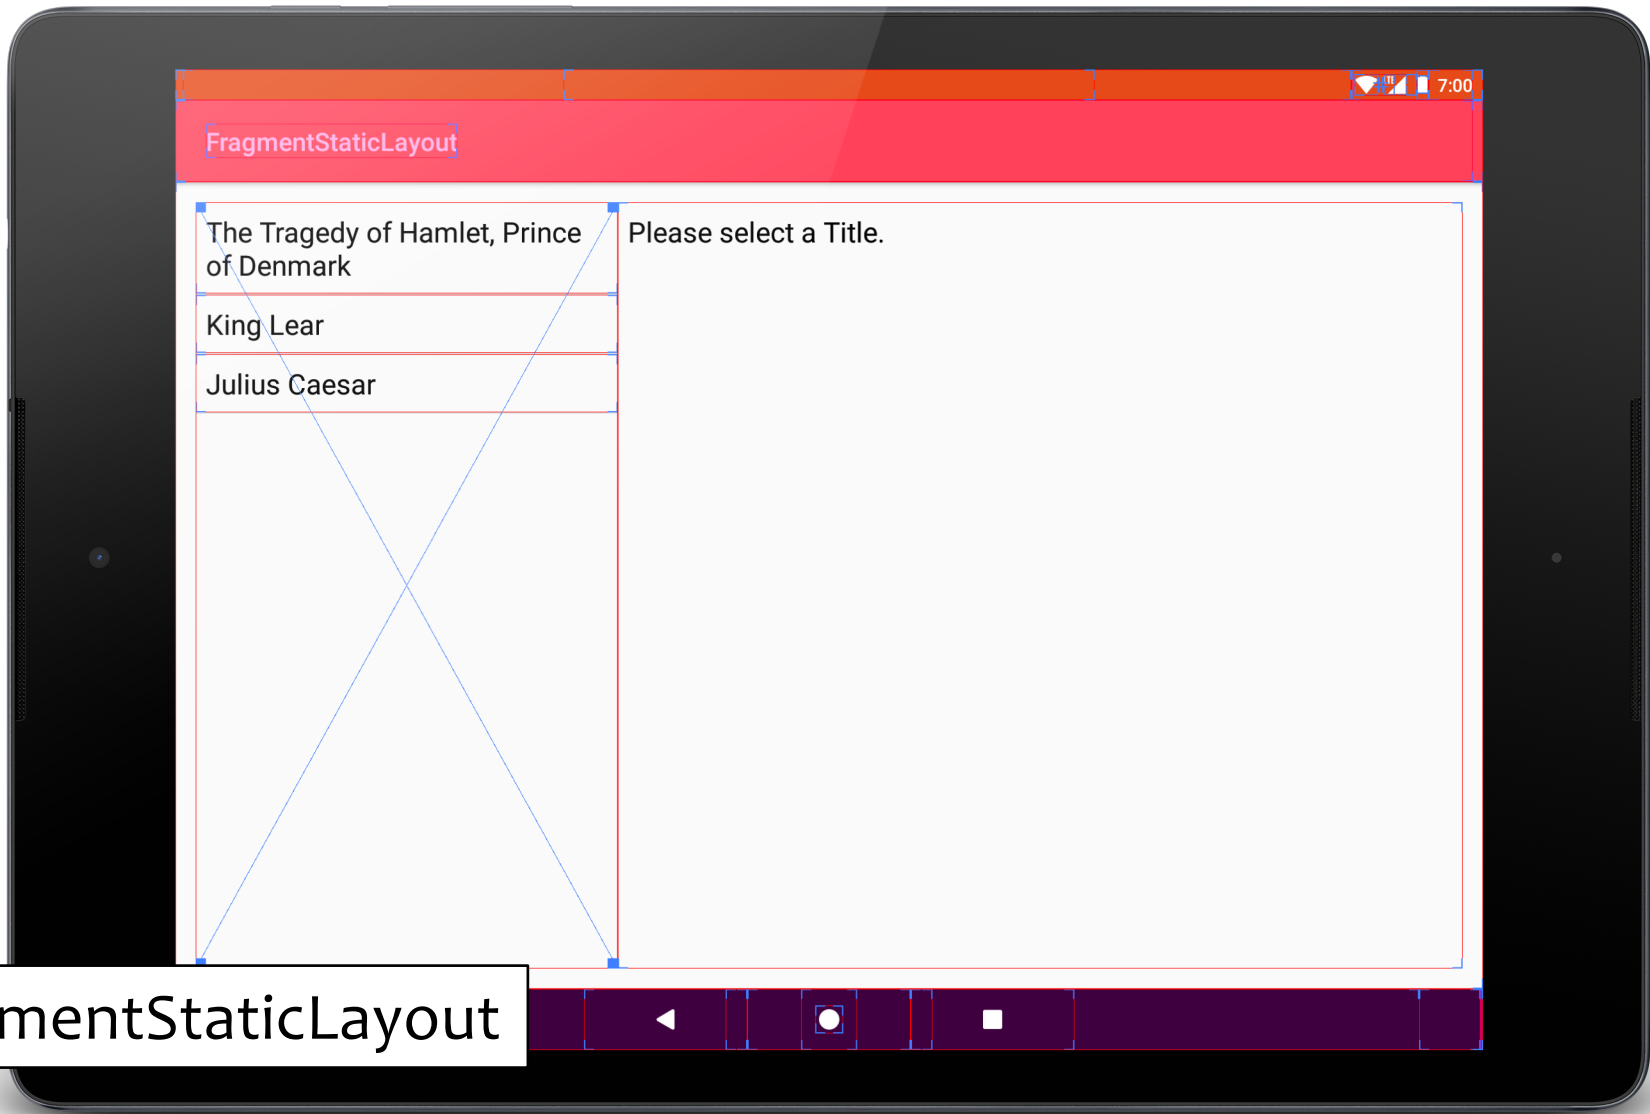 7:00
FragmentStaticLayout
The Tragedy of Hamlet, Prince
of Denmark
King Lear
Julius Caesar
Please select a Title.
mentStaticLayout